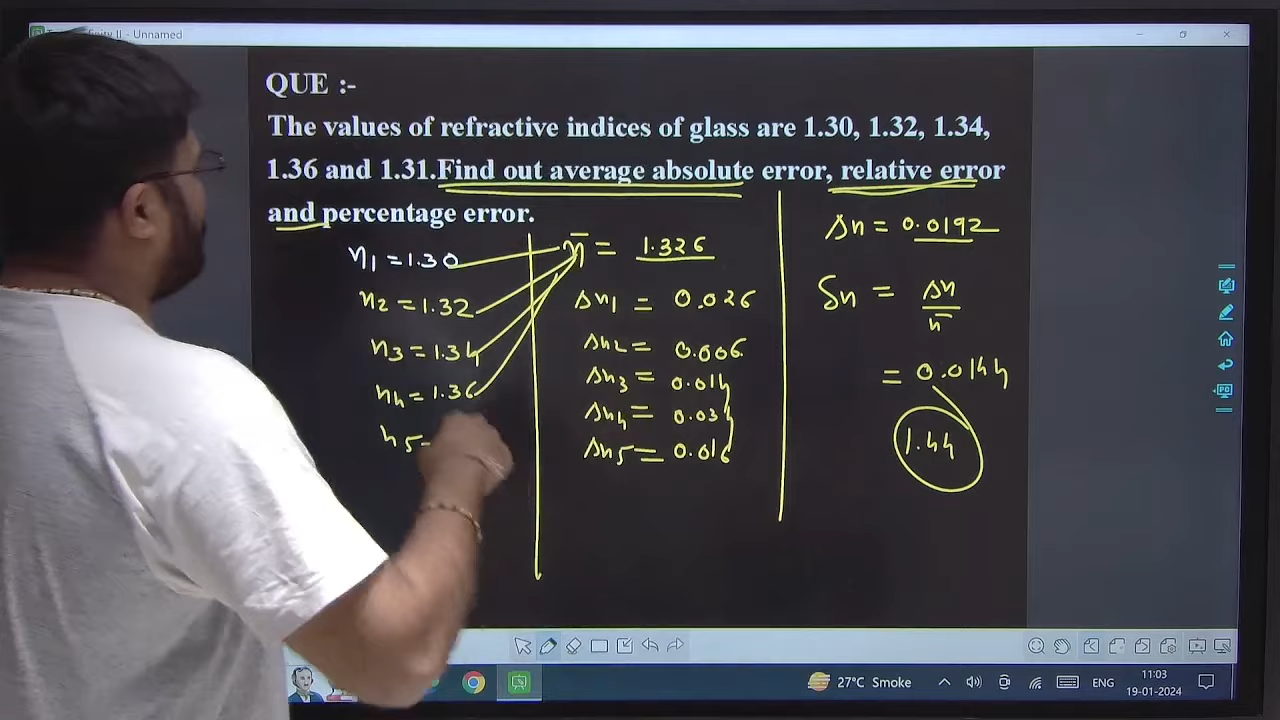 Unnamed
QUE :-
The values of refractive indices of glass are 1.30, 1.32, 1.34,
1.36 and 1.31.Find out average absolute error, relative error
and percentage error.
n1 = 1.30
n2 = 1.32
n3 = 1.34
n4 = 1.36
n5 =
n̄ = 1.326
Δn1 = 0.026
Δn2 = 0.006
Δn3 = 0.014
Δn4 = 0.034
Δn5 = 0.016
Δn = 0.0192
δn = Δn
n̄
= 0.0144
1.44
27°C Smoke
ENG
11:03
19-01-2024